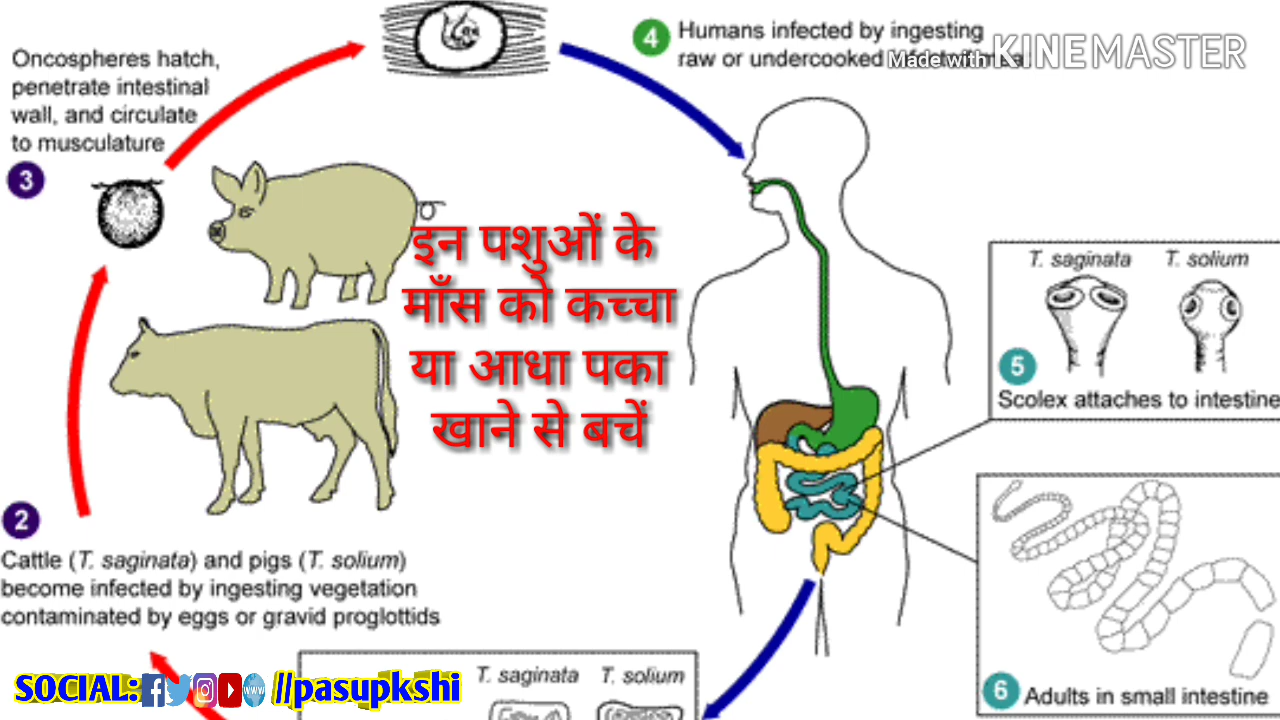 Oncospheres hatch,
penetrate intestinal
wall, and circulate
to musculature
3
4
Humans infected by ingesting
raw or undercooked
Made with KINEMASTER
इन पशुओं के
माँस को कच्चा
या आधा पका
खाने से बचें
T. saginata T. solium
5
Scolex attaches to intestine
2
Cattle (T. saginata) and pigs (T. solium)
become infected by ingesting vegetation
contaminated by eggs or gravid proglottids
T. saginata T. solium
6 Adults in small intestine
SOCIAL: www //pasupkshi